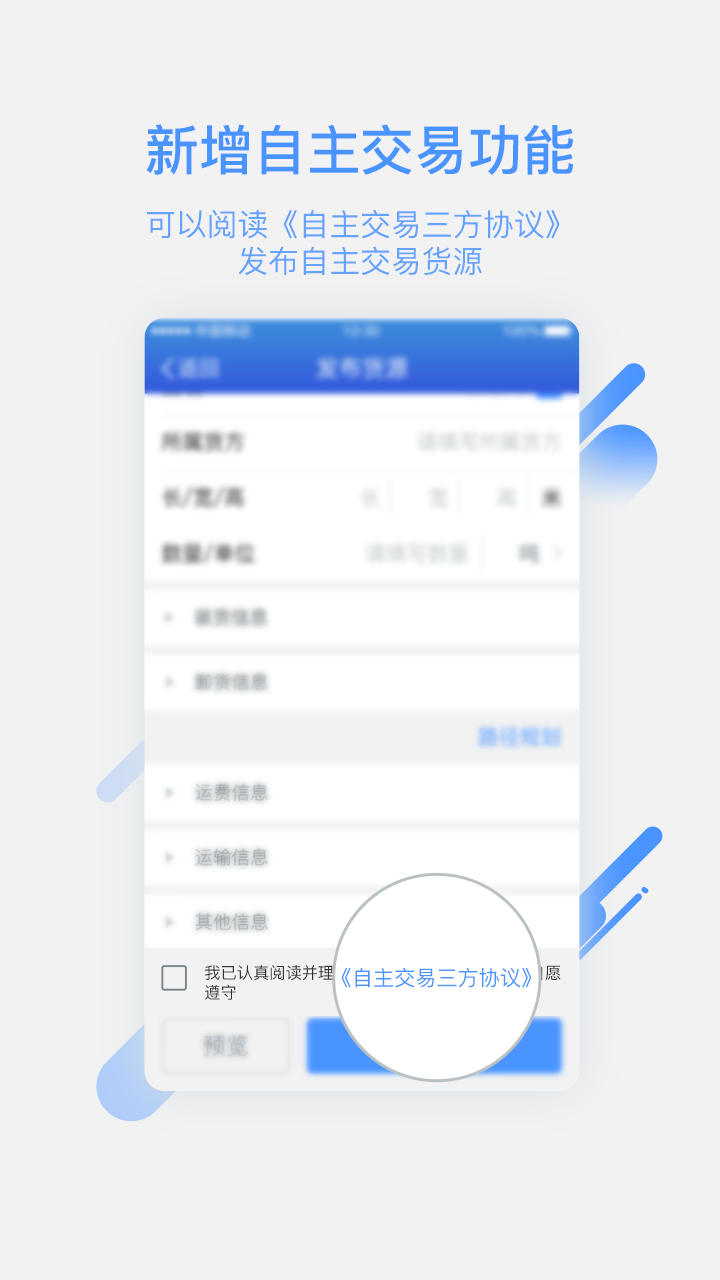 新增自主交易功能
可以阅读《自主交易三方协议》
发布自主交易货源
中国移动 12:30 100%
返回 发布货源
所属货方 请填写所属货方
长/宽/高 长 宽 高 米
数量/单位 请填写数量 吨
装货信息
卸货信息
路径规划
运费信息
运输信息
其他信息
我已认真阅读并理《自主交易三方协议》愿
遵守
预览